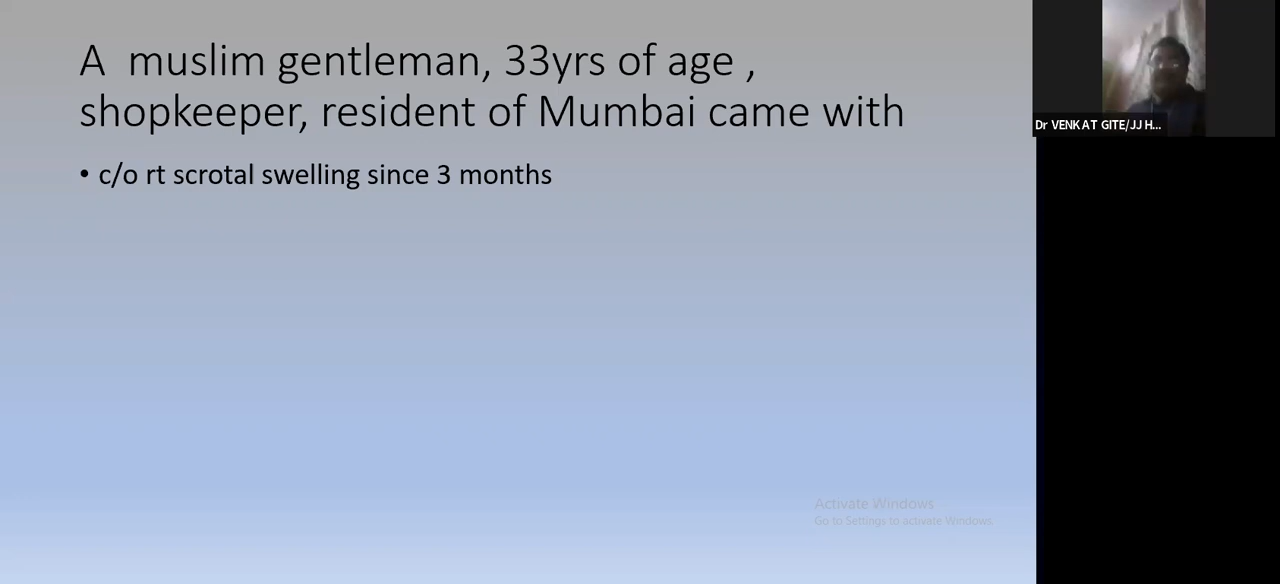 A  muslim gentleman, 33yrs of age ,
shopkeeper, resident of Mumbai came with
• c/o rt scrotal swelling since 3 months
Dr VENKAT GITE/JJ H...
Activate Windows
Go to Settings to activate Windows.